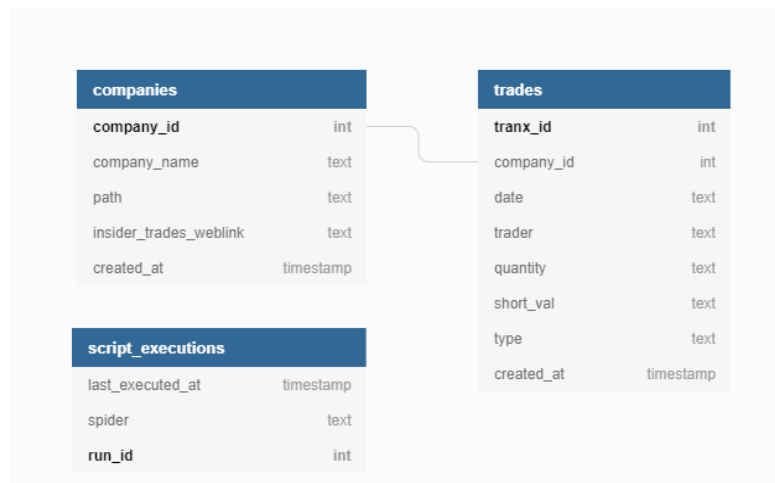 companies
company_id int
company_name text
path text
insider_trades_weblink text
created_at timestamp
trades
tranx_id int
company_id int
date text
trader text
quantity text
short_val text
type text
created_at timestamp
script_executions
last_executed_at timestamp
spider text
run_id int